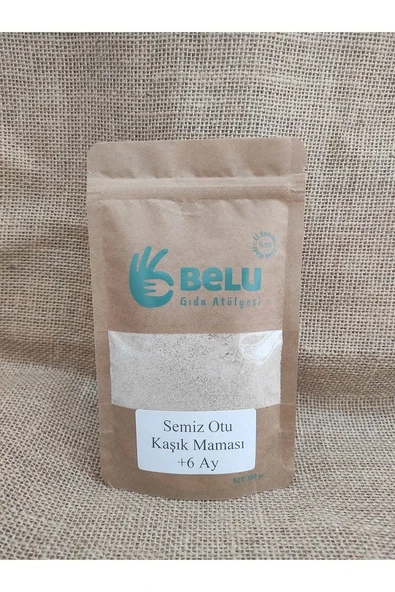 BeLU
Gıda Atölyesi
Semiz Otu
Kaşık Maması
+6 Ay